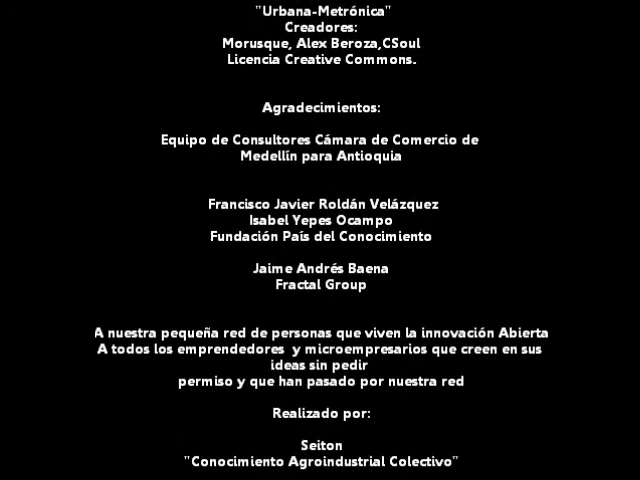 "Urbana-Metrónica"
Creadores:
Morusque, Alex Beroza,CSoul
Licencia Creative Commons.
Agradecimientos:
Equipo de Consultores Cámara de Comercio de
Medellín para Antioquia
Francisco Javier Roldán Velázquez
Isabel Yepes Ocampo
Fundación País del Conocimiento
Jaime Andrés Baena
Fractal Group
A nuestra pequeña red de personas que viven la innovación Abierta
A todos los emprendedores  y microempresarios que creen en sus
ideas sin pedir
permiso y que han pasado por nuestra red
Realizado por:
Seiton
"Conocimiento Agroindustrial Colectivo"